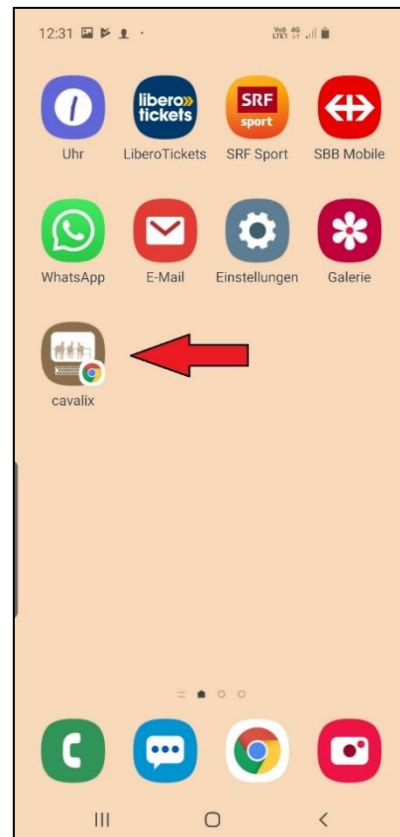 12:31
Vo) 4G
LTE1
Uhr
libero»
tickets
LiberoTickets
SRF
sport
SRF Sport
SBB Mobile
WhatsApp
E-Mail
Einstellungen
Galerie
cavalix